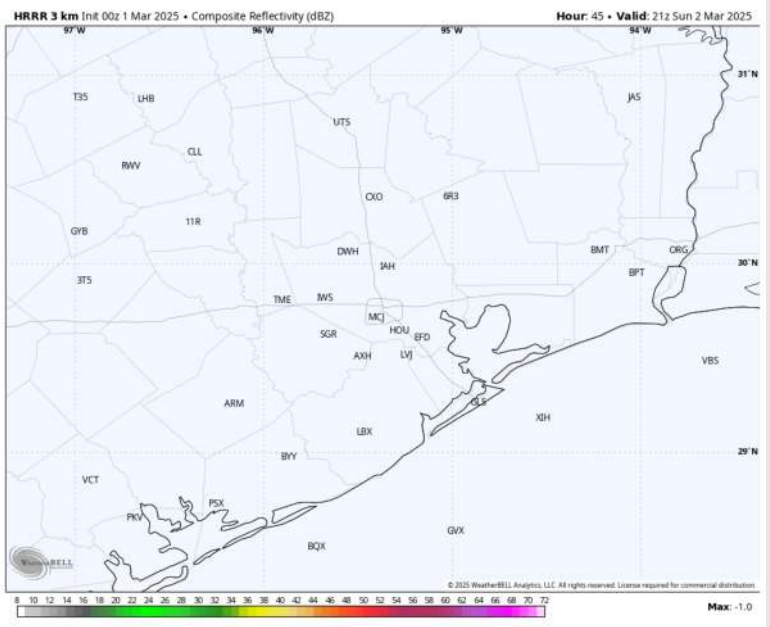 HRRR 3 km Init 00z 1 Mar 2025 • Composite Reflectivity (dBZ) Hour: 45 • Valid: 21z Sun 2 Mar 2025
97°W 96°W 95°W 94°W
31°N
T35 LHB JAS
UTS
CLL
RWV
CXO 6R3
11R
GYB
DWH BMT ORG
30°N
IAH
BPT
3T5
TME IWS
MCJ
SGR HOU EFD
AXH LVJ
VBS
ARM GLS
XIH
LBX
29°N
BYY
VCT
PSX
PKV
GVX
BQX
WeatherBELL
© 2025 WeatherBELL Analytics, LLC. All rights reserved. License required for commercial distribution.
8 10 12 14 16 18 20 22 24 26 28 30 32 34 36 38 40 42 44 46 48 50 52 54 56 58 60 62 64 66 68 70 72
Max: -1.0